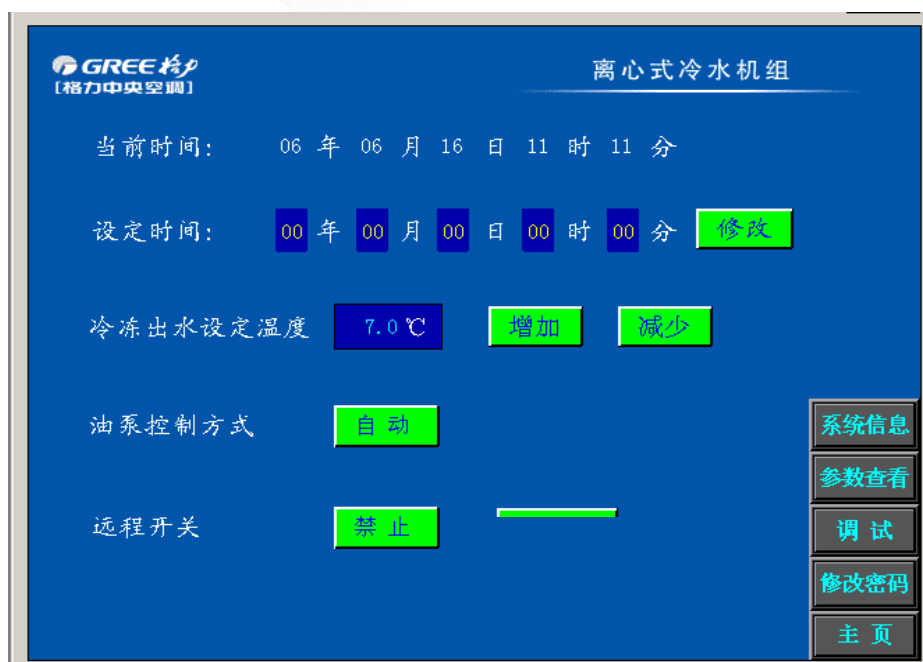 GREE格力
[格力中央空调]
离心式冷水机组
当前时间: 06 年 06 月 16 日 11 时 11 分
设定时间: 00 年 00 月 00 日 00 时 00 分 修改
冷冻出水设定温度 7.0℃ 增加 减少
油泵控制方式 自动
远程开关 禁止
系统信息
参数查看
调试
修改密码
主页